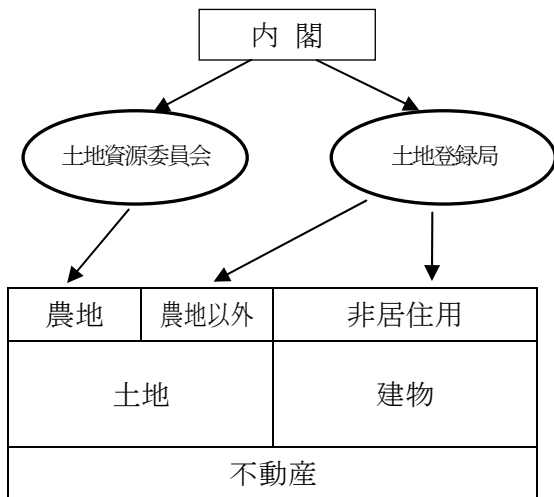 内 閣
土地資源委員会
土地登録局
農地
農地以外
非居住用
土地
建物
不動産